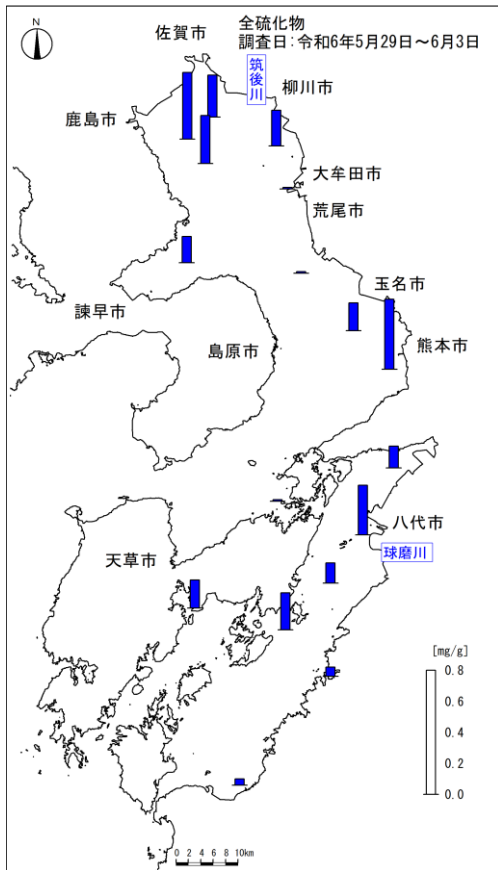 全硫化物
調査日：令和6年5月29日～6月3日
佐賀市
筑後川
柳川市
鹿島市
大牟田市
荒尾市
玉名市
諫早市
島原市
熊本市
八代市
球磨川
天草市
[mg/g]
0.8
0.6
0.4
0.2
0.0
0 2 4 6 8 10km
N